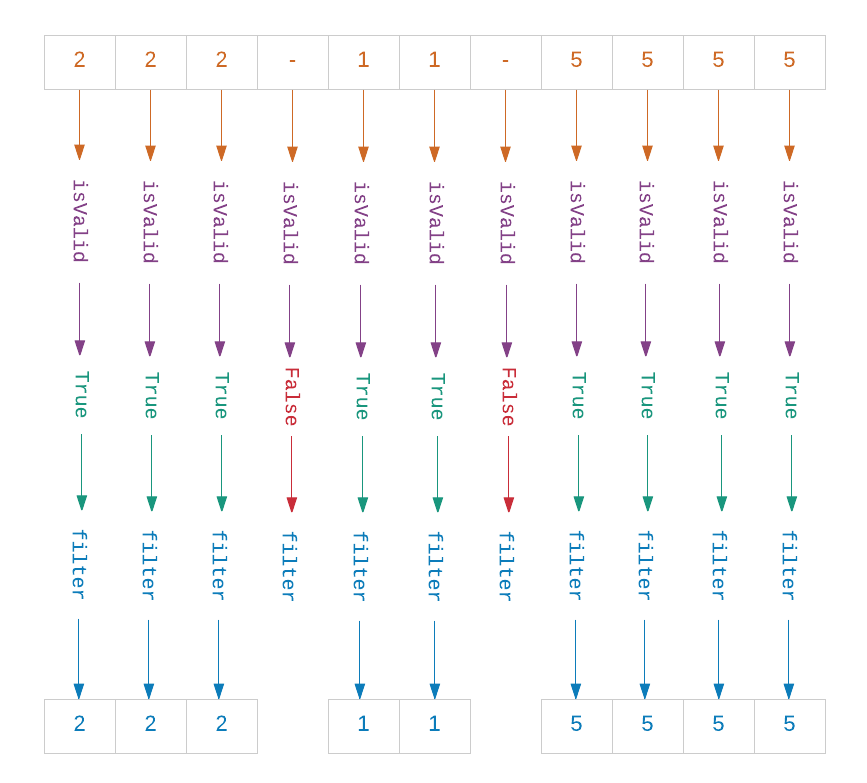 2 2 2 - 1 1 - 5 5 5 5
isValid isValid isValid isValid isValid isValid isValid isValid isValid isValid isValid
True True True False True True False True True True True
filter filter filter filter filter filter filter filter filter filter filter
2 2 2 1 1 5 5 5 5